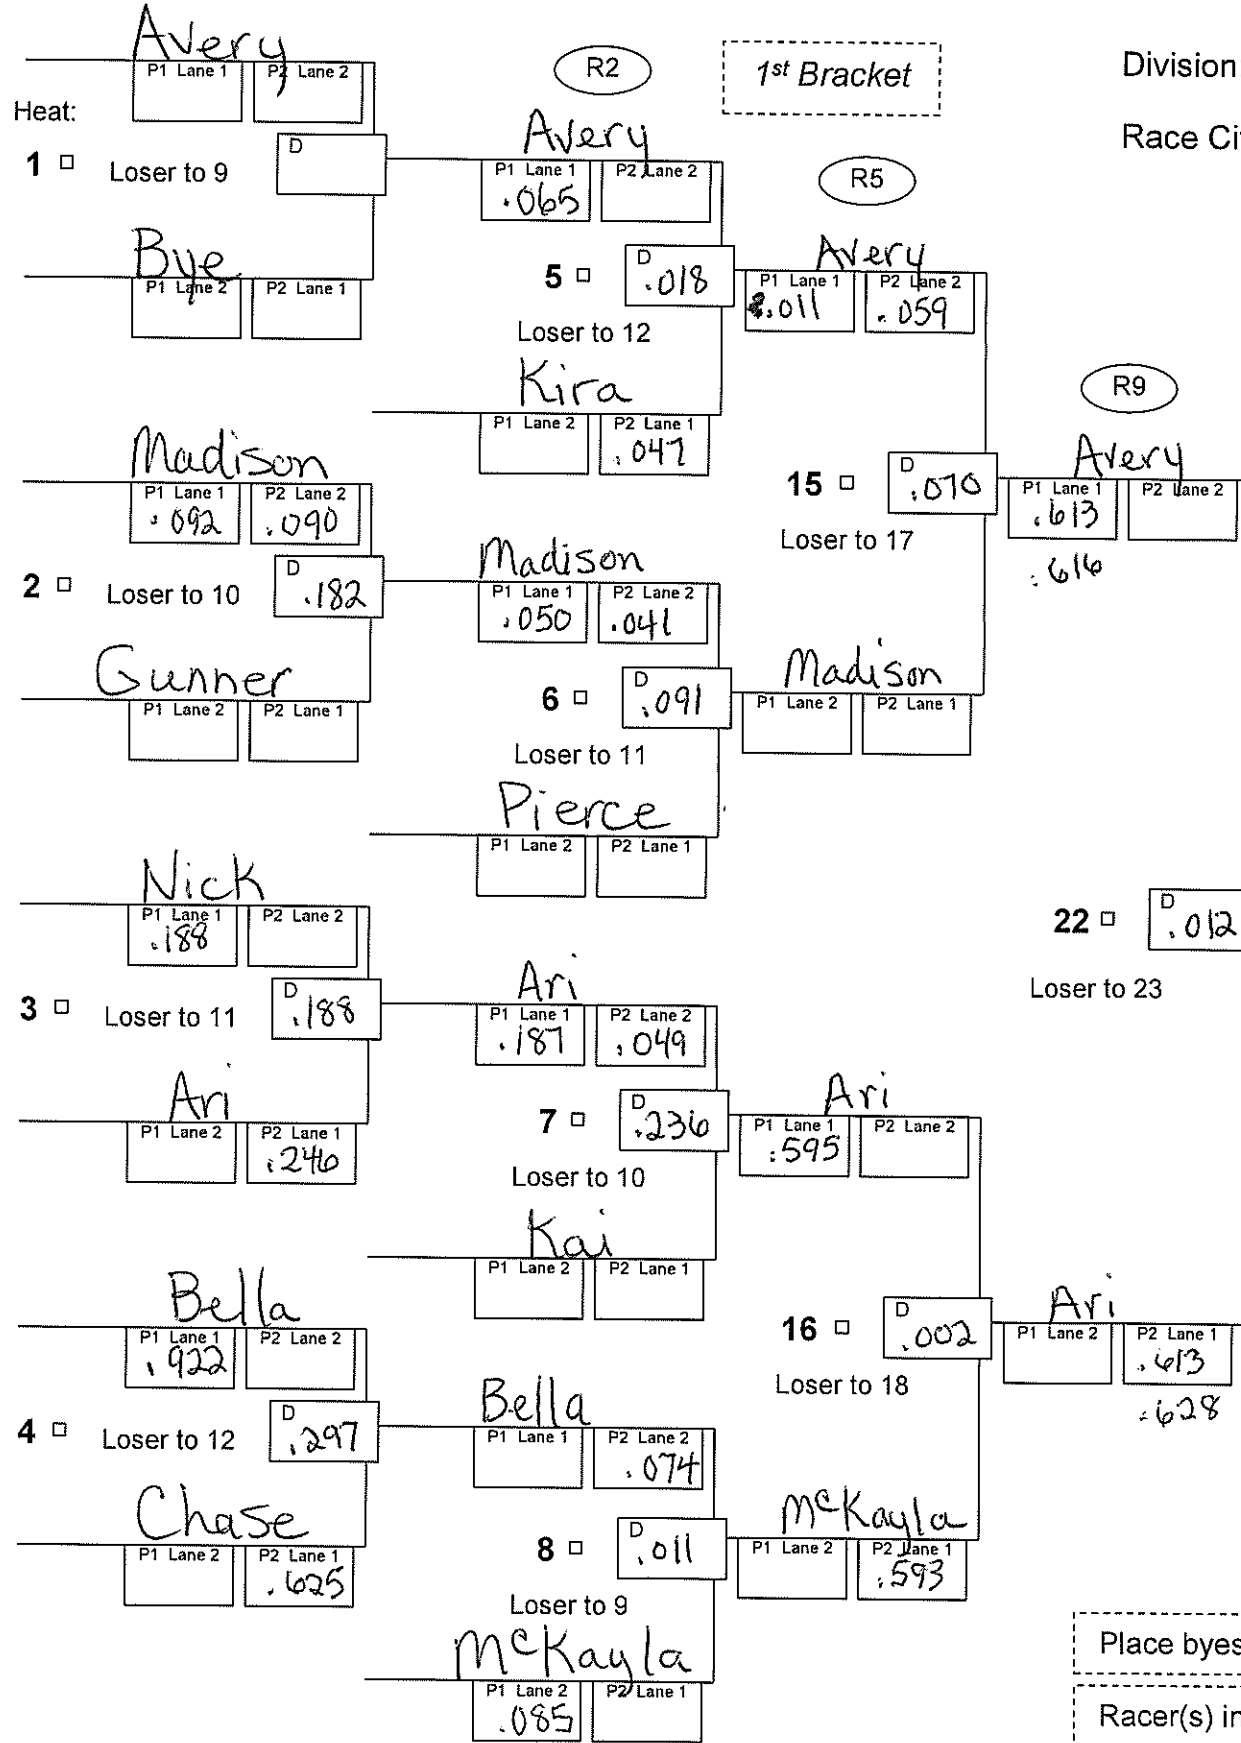 Avery
P1 Lane 1 P2 Lane 2
Heat:
1 Loser to 9 D
Bye
P1 Lane 2 P2 Lane 1
Madison
P1 Lane 1 P2 Lane 2
.092 .090
2 Loser to 10 D .182
Gunner
P1 Lane 2 P2 Lane 1
Nick
P1 Lane 1 P2 Lane 2
.188
3 Loser to 11 D .188
Ari
P1 Lane 2 P2 Lane 1
.246
Bella
P1 Lane 1 P2 Lane 2
.922
4 Loser to 12 D .297
Chase
P1 Lane 2 P2 Lane 1
.625
R2
Avery
P1 Lane 1 P2 Lane 2
.065
5 D .018
Loser to 12
Kira
P1 Lane 2 P2 Lane 1
.047
Madison
P1 Lane 1 P2 Lane 2
.050 .041
6 D .091
Loser to 11
Pierce
P1 Lane 2 P2 Lane 1
Ari
P1 Lane 1 P2 Lane 2
.187 .049
7 D .236
Loser to 10
Kai
P1 Lane 2 P2 Lane 1
Bella
P1 Lane 1 P2 Lane 2
.074
8 D .011
Loser to 9
McKayla
P1 Lane 2 P2 Lane 1
.085
1st Bracket
R5
Avery
P1 Lane 1 P2 Lane 2
.011 .059
15 D .070
Loser to 17
Madison
P1 Lane 2 P2 Lane 1
Ari
P1 Lane 1 P2 Lane 2
.595
16 D .002
Loser to 18
McKayla
P1 Lane 2 P2 Lane 1
.593
Division
Race Ci
R9
Avery
P1 Lane 1 P2 Lane 2
.613
.616
22 D .012
Loser to 23
Ari
P1 Lane 2 P2 Lane 1
.613
.628
Place byes
Racer(s) in